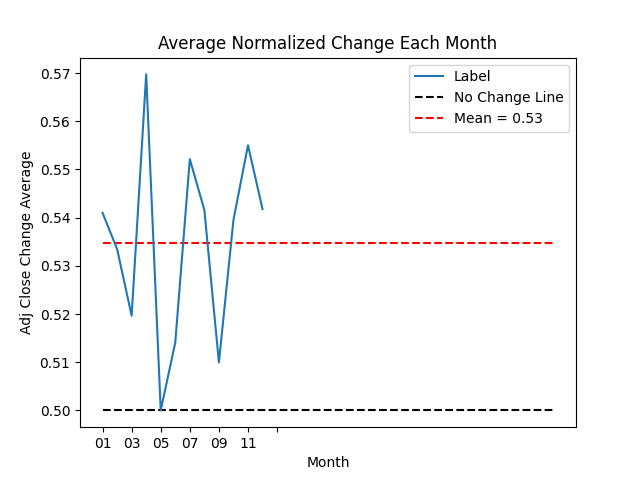 Average Normalized Change Each Month
Label
No Change Line
Mean = 0.53
0.57
0.56
0.55
0.54
0.53
0.52
0.51
0.50
Adj Close Change Average
01 03 05 07 09 11
Month